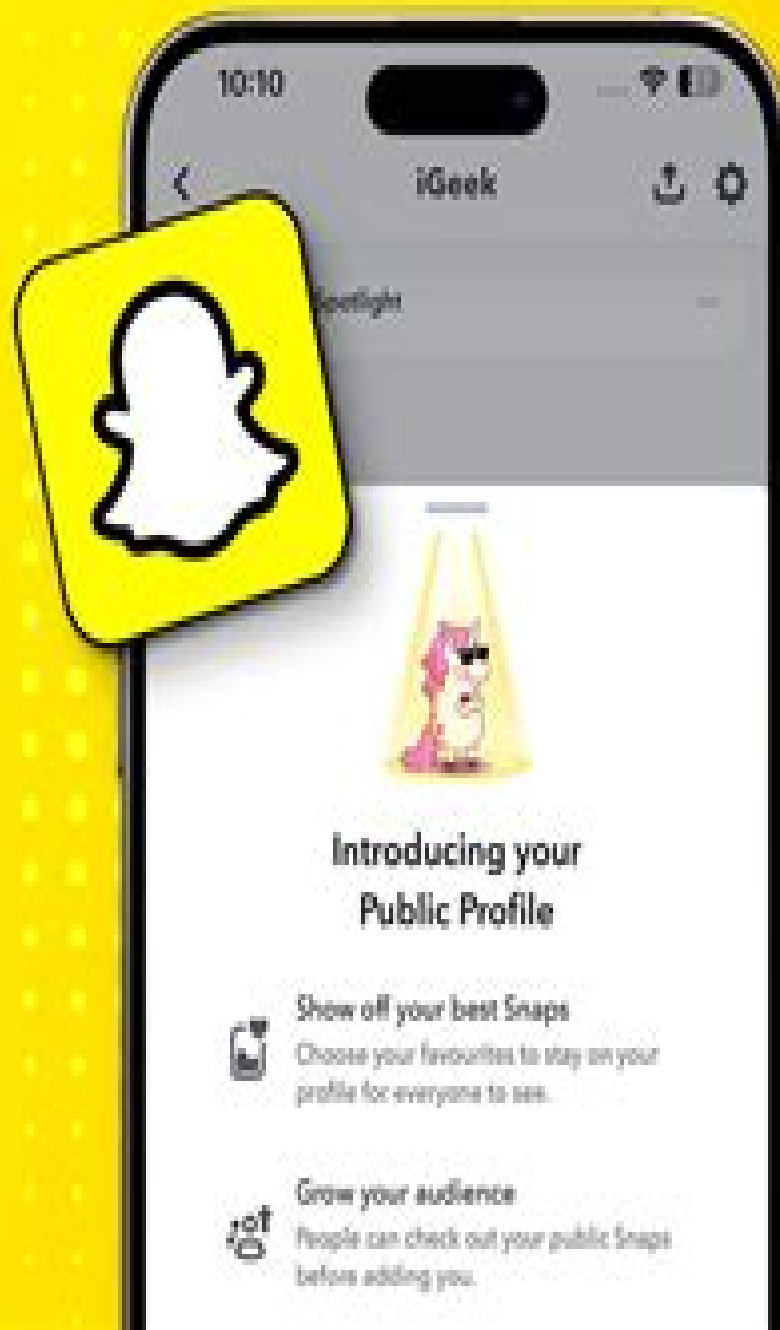 10:10
iGeek
Spotlight
Introducing your
Public Profile
Show off your best Snaps
Choose your favourites to stay on your
profile for everyone to see.
Grow your audience
People can check out your public Snaps
before adding you.